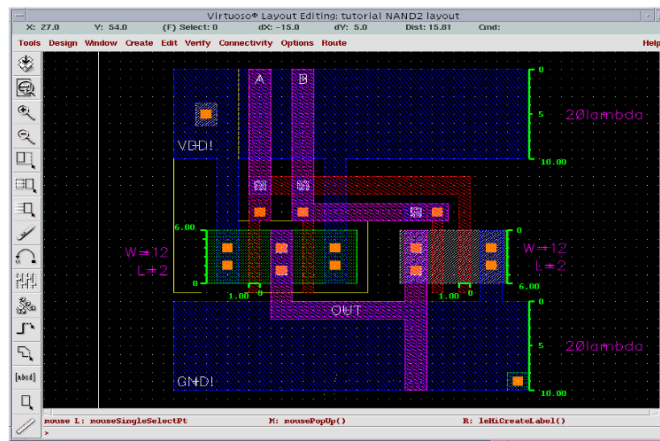 Virtuoso® Layout Editing: tutorial NAND2 layout
X: 27.0 Y: 54.0 (F) Select: 0 dX: -15.0 dY: 5.0 Dist: 15.81 Cmd:
Tools Design Window Create Edit Verify Connectivity Options Route Help
A B
0
5
10.00
20lambda
VDD!
6.00
0
W=12
L=2
1.00 0
0
W=12
L=2
6.00
1.00 0
OUT
0
5
10.00
20lambda
GND!
[abcd]
mouse L: mouseSingleSelectPt M: mousePopUp() R: leHiCreateLabel()
>